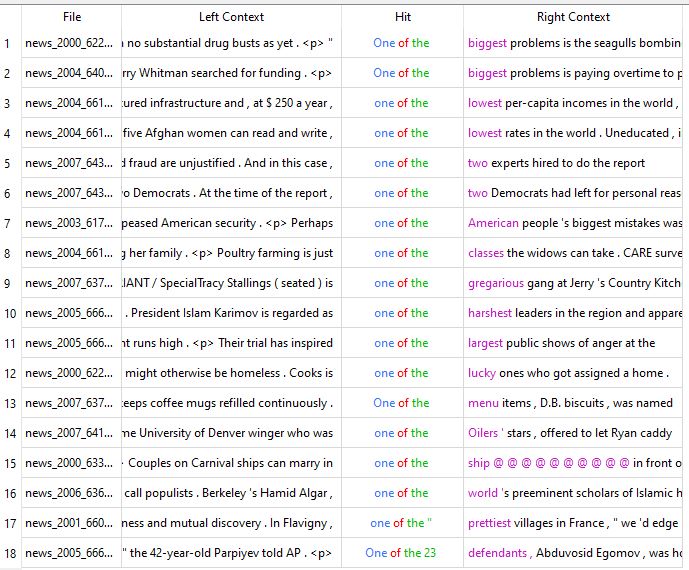 File Left Context Hit Right Context
1 news_2000_622... no substantial drug busts as yet . <p> " One of the biggest problems is the seagulls bombin
2 news_2004_640... rry Whitman searched for funding . <p> One of the biggest problems is paying overtime to p
3 news_2004_661... tured infrastructure and , at $ 250 a year , one of the lowest per-capita incomes in the world ,
4 news_2004_661... five Afghan women can read and write , one of the lowest rates in the world . Uneducated , i
5 news_2007_643... d fraud are unjustified . And in this case , one of the two experts hired to do the report
6 news_2007_643... o Democrats . At the time of the report , one of the two Democrats had left for personal reas
7 news_2003_617... peased American security . <p> Perhaps one of the American people 's biggest mistakes was
8 news_2004_661... g her family . <p> Poultry farming is just one of the classes the widows can take . CARE surve
9 news_2007_637... IANT / SpecialTracy Stallings ( seated ) is one of the gregarious gang at Jerry 's Country Kitch
10 news_2005_666... . President Islam Karimov is regarded as one of the harshest leaders in the region and appare
11 news_2005_666... nt runs high . <p> Their trial has inspired one of the largest public shows of anger at the
12 news_2000_622... might otherwise be homeless . Cooks is one of the lucky ones who got assigned a home .
13 news_2007_637... keeps coffee mugs refilled continuously . One of the menu items , D.B. biscuits , was named
14 news_2007_641... me University of Denver winger who was one of the Oilers ' stars , offered to let Ryan caddy
15 news_2000_633... Couples on Carnival ships can marry in one of the ship @ @ @ @ @ @ @ @ @ @ in front o
16 news_2006_636... call populists . Berkeley 's Hamid Algar , one of the world 's preeminent scholars of Islamic h
17 news_2001_660... ness and mutual discovery . In Flavigny , one of the " prettiest villages in France , " we 'd edge
18 news_2005_666... " the 42-year-old Parpiyev told AP . <p> One of the 23 defendants , Abduvosid Egomov , was ho